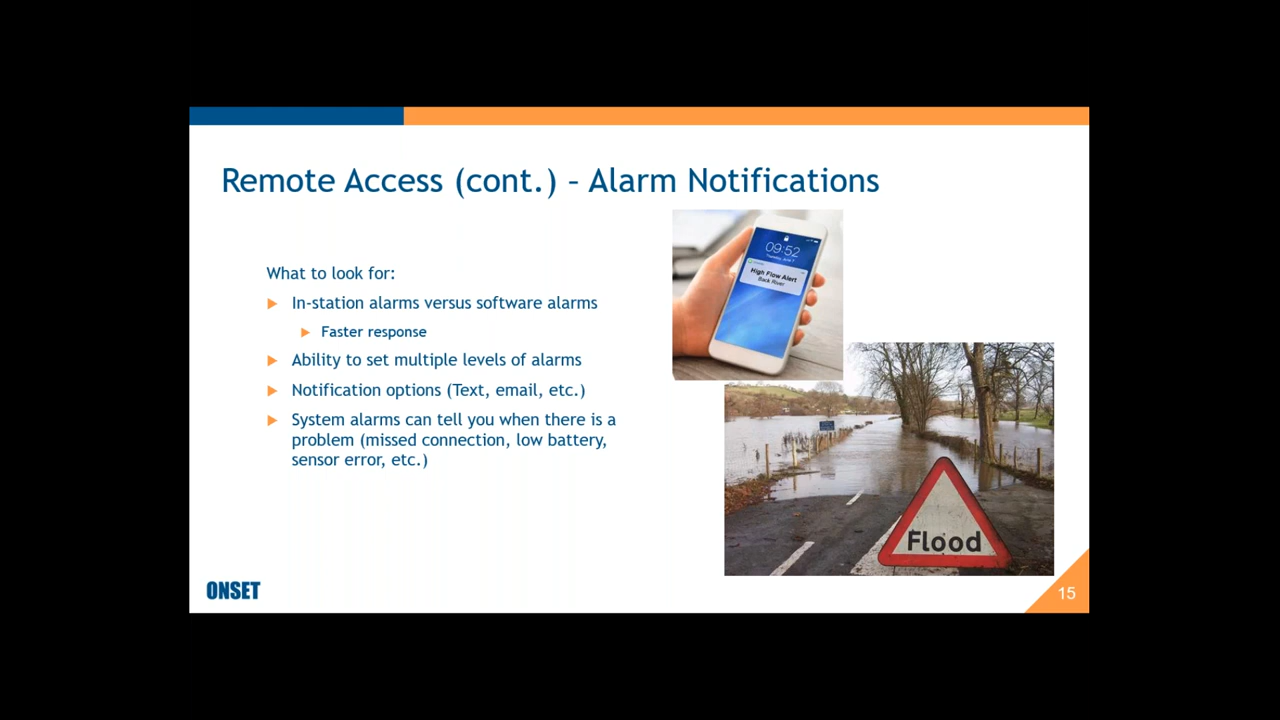 Remote Access (cont.) – Alarm Notifications
What to look for:
In-station alarms versus software alarms
Faster response
Ability to set multiple levels of alarms
Notification options (Text, email, etc.)
System alarms can tell you when there is a
problem (missed connection, low battery,
sensor error, etc.)
09:52
High Flow Alert
Back River
Flood
ONSET
15